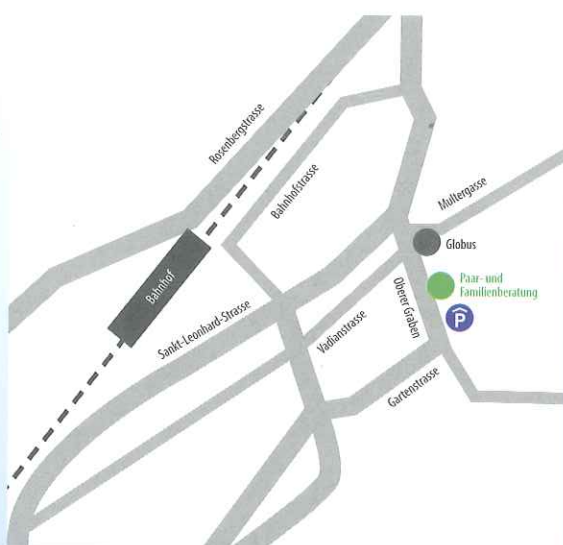 Rosenbergstrasse
Bahnhofstrasse
Multergasse
Globus
Bahnhof
Paar- und
Familienberatung
P
Oberer Graben
Sankt-Leonhard-Strasse
Vadianstrasse
Gartenstrasse